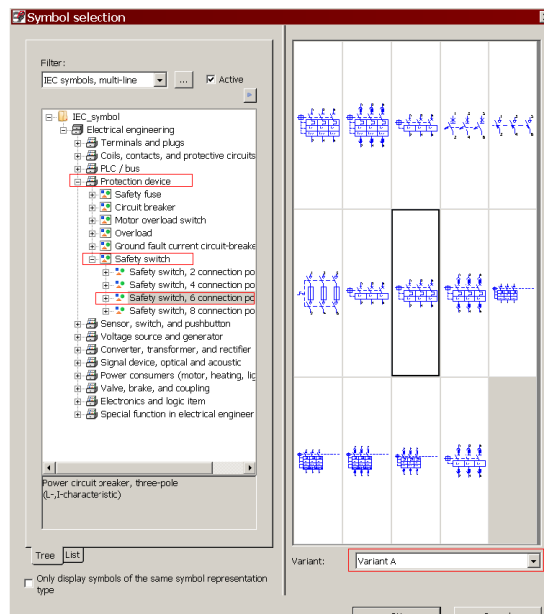 Symbol selection
Filter:
IEC symbols, multi-line
...
Active
IEC_symbol
Electrical engineering
Terminals and plugs
Coils, contacts, and protective circuits
PLC / bus
Protection device
Safety fuse
Circuit breaker
Motor overload switch
Overload
Ground fault current circuit-breake
Safety switch
Safety switch, 2 connection po
Safety switch, 4 connection po
Safety switch, 6 connection po
Safety switch, 8 connection po
Sensor, switch, and pushbutton
Voltage source and generator
Converter, transformer, and rectifier
Signal device, optical and acoustic
Power consumers (motor, heating, lig
Valve, brake, and coupling
Electronics and logic item
Special function in electrical engineer
Power circuit breaker, three-pole
(L-,I-characteristic)
Tree
List
Variant:
Variant A
Only display symbols of the same symbol representation
type